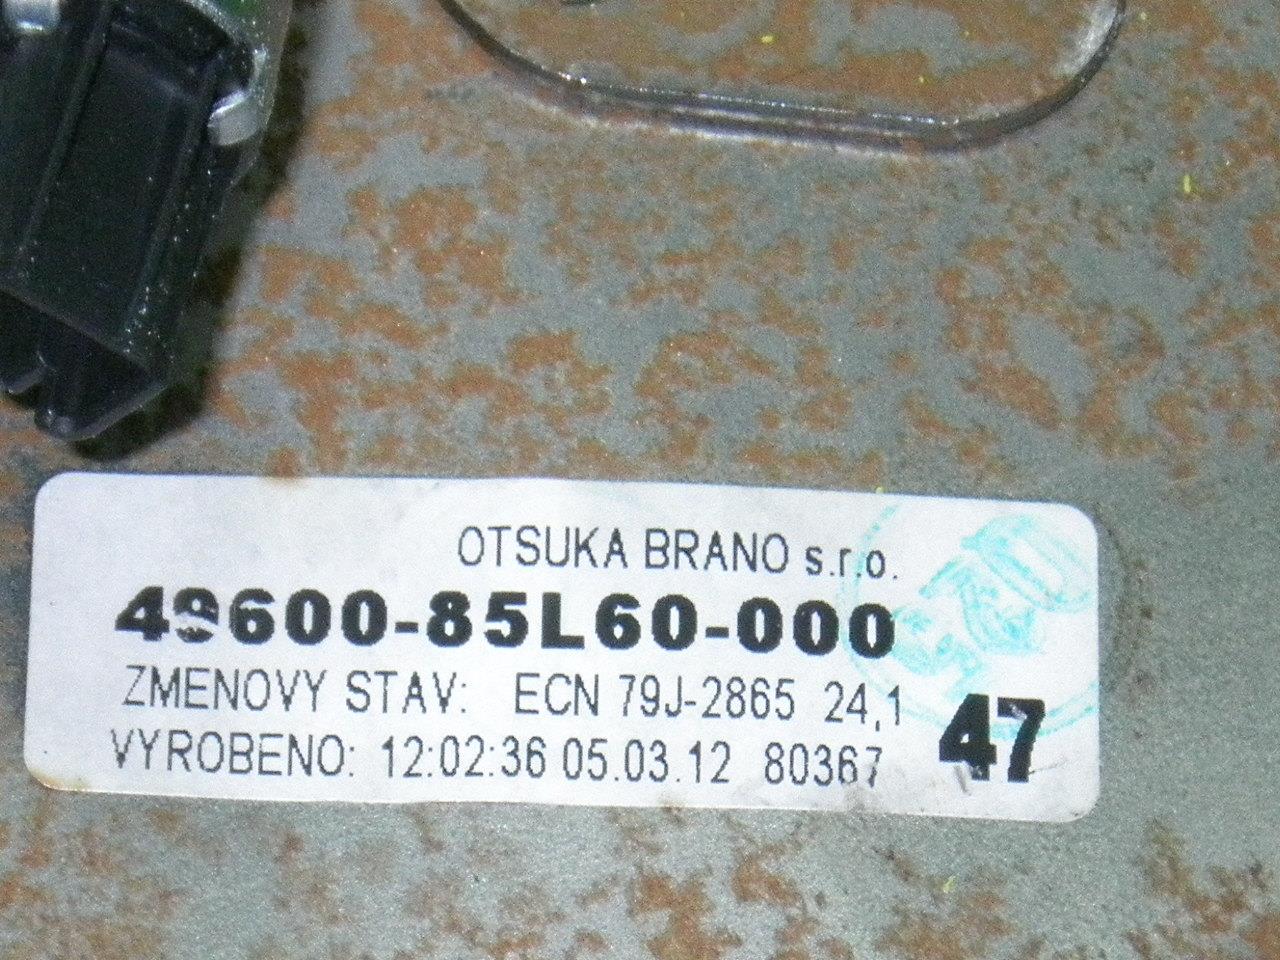 OTSUKA BRANO s.r.o.
49600-85L60-000
ZMENOVY STAV: ECN 79J-2865 24,1
VYROBENO: 12:02:36 05.03.12 80367
47